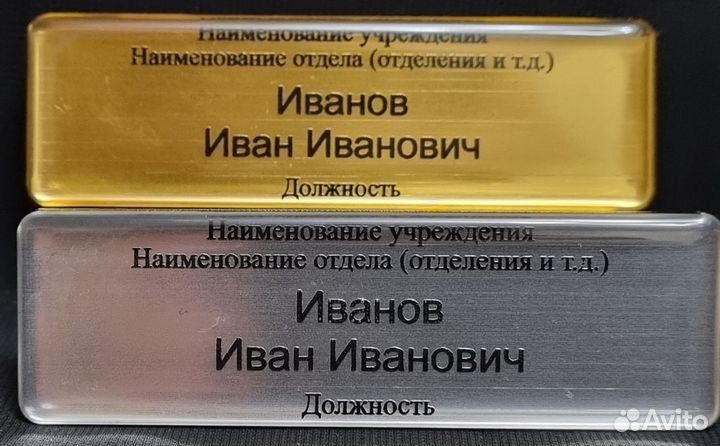 Наименование учреждения
Наименование отдела (отделения и т.д.)
Иванов
Иван Иванович
Должность
Наименование учреждения
Наименование отдела (отделения и т.д.)
Иванов
Иван Иванович
Должность
Avito